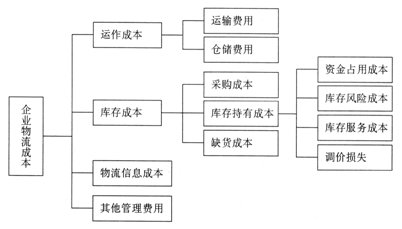 企业物流成本
运作成本
运输费用
仓储费用
库存成本
采购成本
库存持有成本
缺货成本
资金占用成本
库存风险成本
库存服务成本
调价损失
物流信息成本
其他管理费用